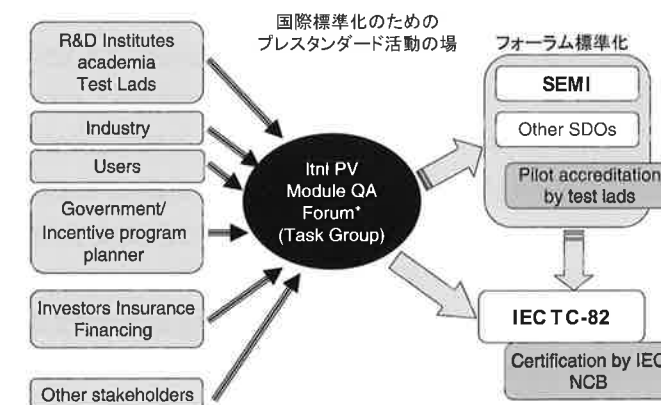 国際標準化のための
プレスタンダード活動の場
フォーラム標準化
R&D Institutes
academia
Test Lads
Industry
Users
Government/
Incentive program
planner
Investors Insurance
Financing
Other stakeholders
Itnl PV
Module QA
Forum*
(Task Group)
SEMI
Other SDOs
Pilot accreditation
by test lads
IEC TC-82
Certification by IEC
NCB